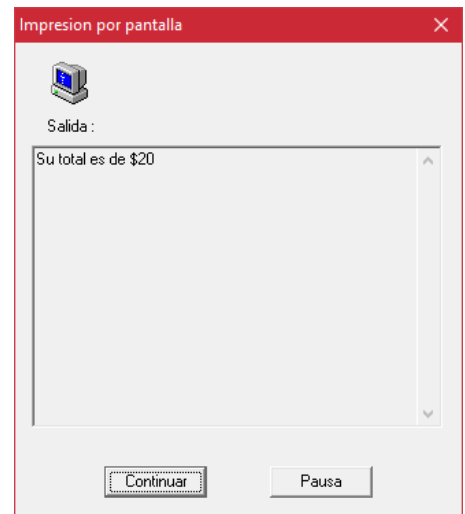 Impresion por pantalla
Salida :
Su total es de $20
Continuar
Pausa